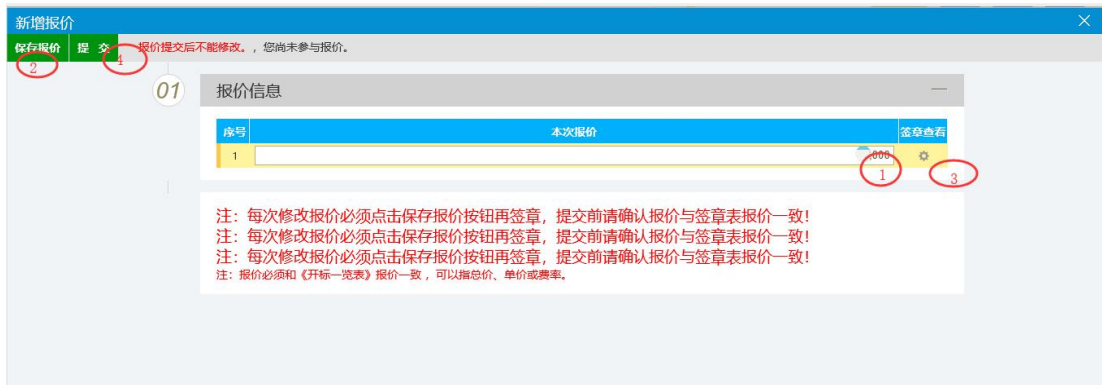 新增报价
保存报价 提 交 报价提交后不能修改。，您尚未参与报价。
2 4
01 报价信息
序号 本次报价 签章查看
1 ,000
1 3
注：每次修改报价必须点击保存报价按钮再签章，提交前请确认报价与签章表报价一致！
注：每次修改报价必须点击保存报价按钮再签章，提交前请确认报价与签章表报价一致！
注：每次修改报价必须点击保存报价按钮再签章，提交前请确认报价与签章表报价一致！
注：报价必须和《开标一览表》报价一致，可以指总价、单价或费率。